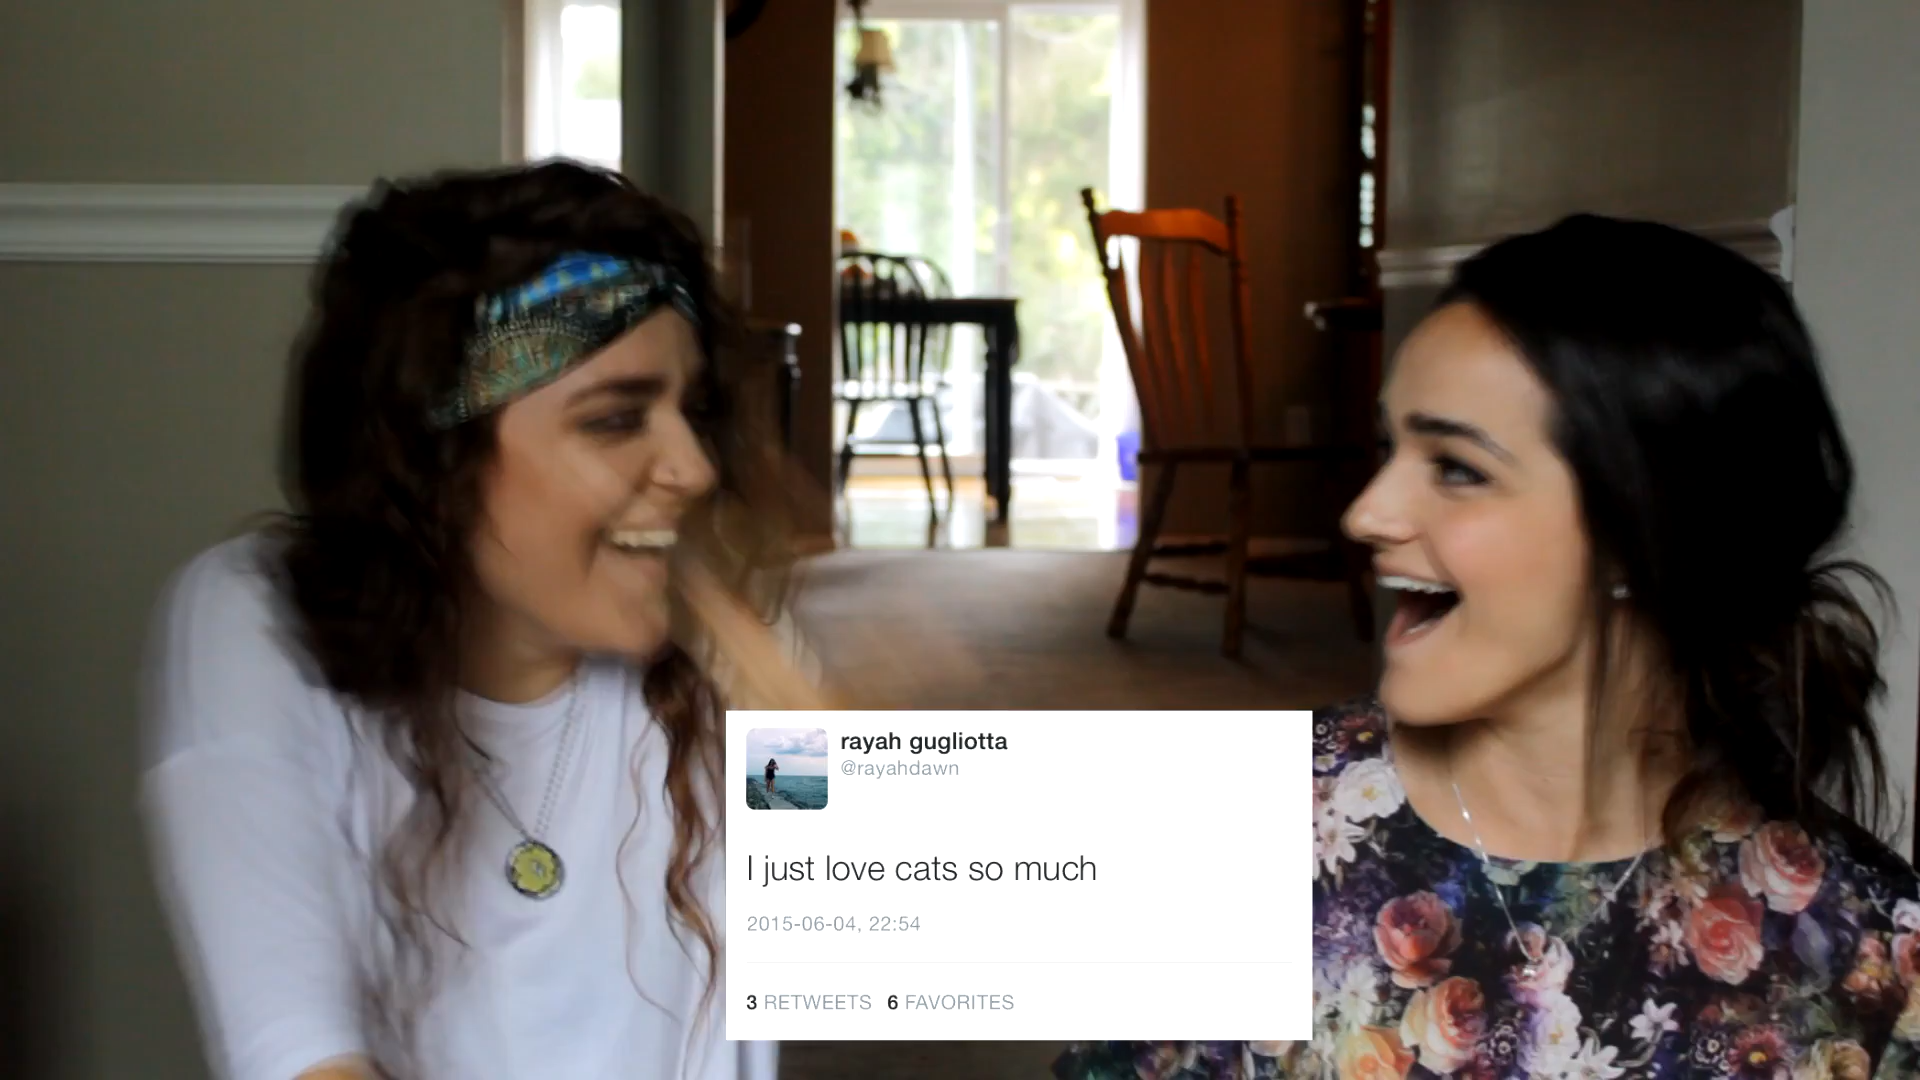 rayah gugliotta
@rayahdawn
I just love cats so much
2015-06-04, 22:54
3 RETWEETS 6 FAVORITES